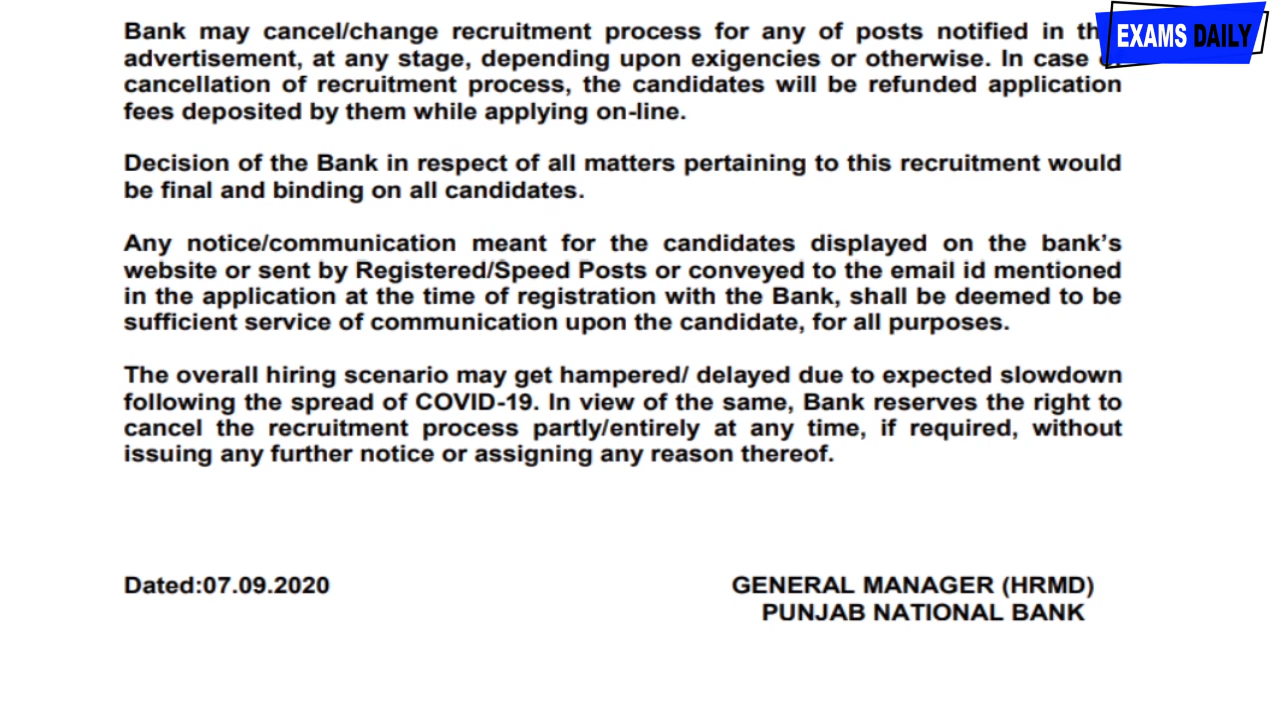 Bank may cancel/change recruitment process for any of posts notified in
EXAMS DAILY
advertisement, at any stage, depending upon exigencies or otherwise. In case
cancellation of recruitment process, the candidates will be refunded application
fees deposited by them while applying on-line.
Decision of the Bank in respect of all matters pertaining to this recruitment would
be final and binding on all candidates.
Any notice/communication meant for the candidates displayed on the bank's
website or sent by Registered/Speed Posts or conveyed to the email id mentioned
in the application at the time of registration with the Bank, shall be deemed to be
sufficient service of communication upon the candidate, for all purposes.
The overall hiring scenario may get hampered/ delayed due to expected slowdown
following the spread of COVID-19. In view of the same, Bank reserves the right to
cancel the recruitment process partly/entirely at any time, if required, without
issuing any further notice or assigning any reason thereof.
Dated:07.09.2020
GENERAL MANAGER (HRMD)
PUNJAB NATIONAL BANK